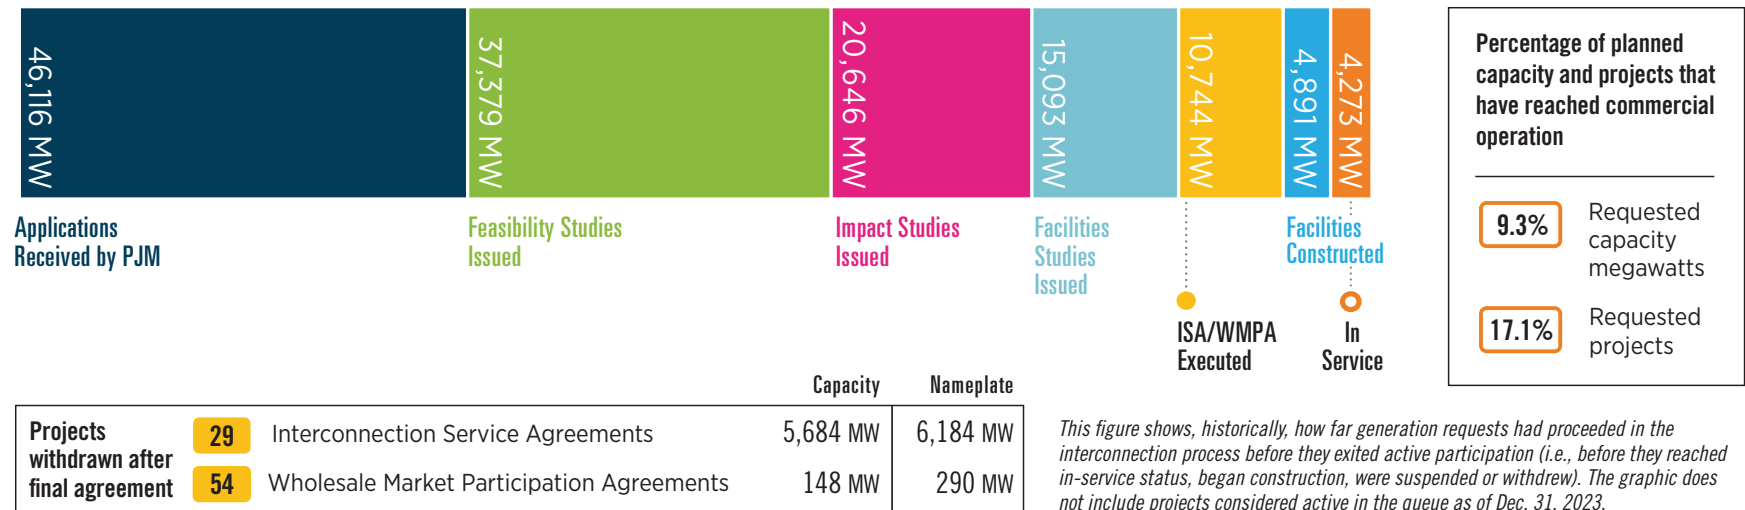 46,116 MW
37,379 MW
20,646 MW
15,093 MW
10,744 MW
4,891 MW
4,273 MW
Applications
Received by PJM
Feasibility Studies
Issued
Impact Studies
Issued
Facilities
Studies
Issued
ISA/WMPA
Executed
Facilities
Constructed
In
Service
Percentage of planned
capacity and projects that
have reached commercial
operation
9.3% Requested
capacity
megawatts
17.1% Requested
projects
Capacity Nameplate
Projects
withdrawn after
final agreement
29 Interconnection Service Agreements 5,684 MW 6,184 MW
54 Wholesale Market Participation Agreements 148 MW 290 MW
This figure shows, historically, how far generation requests had proceeded in the
interconnection process before they exited active participation (i.e., before they reached
in-service status, began construction, were suspended or withdrew). The graphic does
not include projects considered active in the queue as of Dec. 31, 2023.